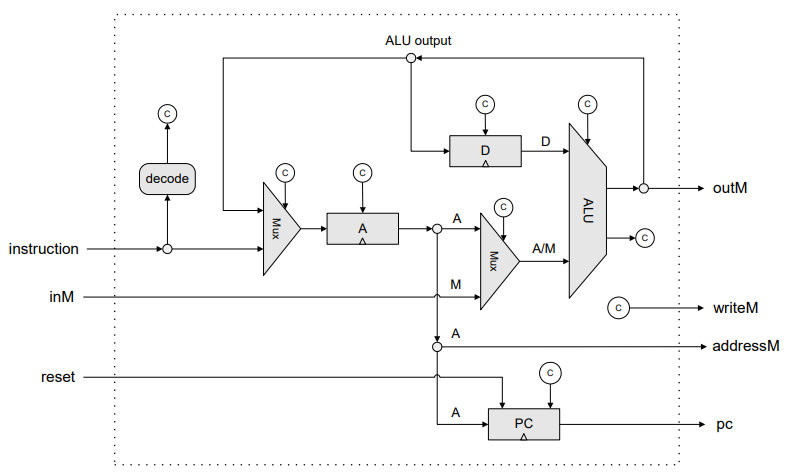 ALU output
C
C
C
D
D
decode
C
C
C
ALU
outM
Mux
A
A
Mux
A/M
C
instruction
inM
M
C
writeM
A
addressM
reset
C
A
PC
pc